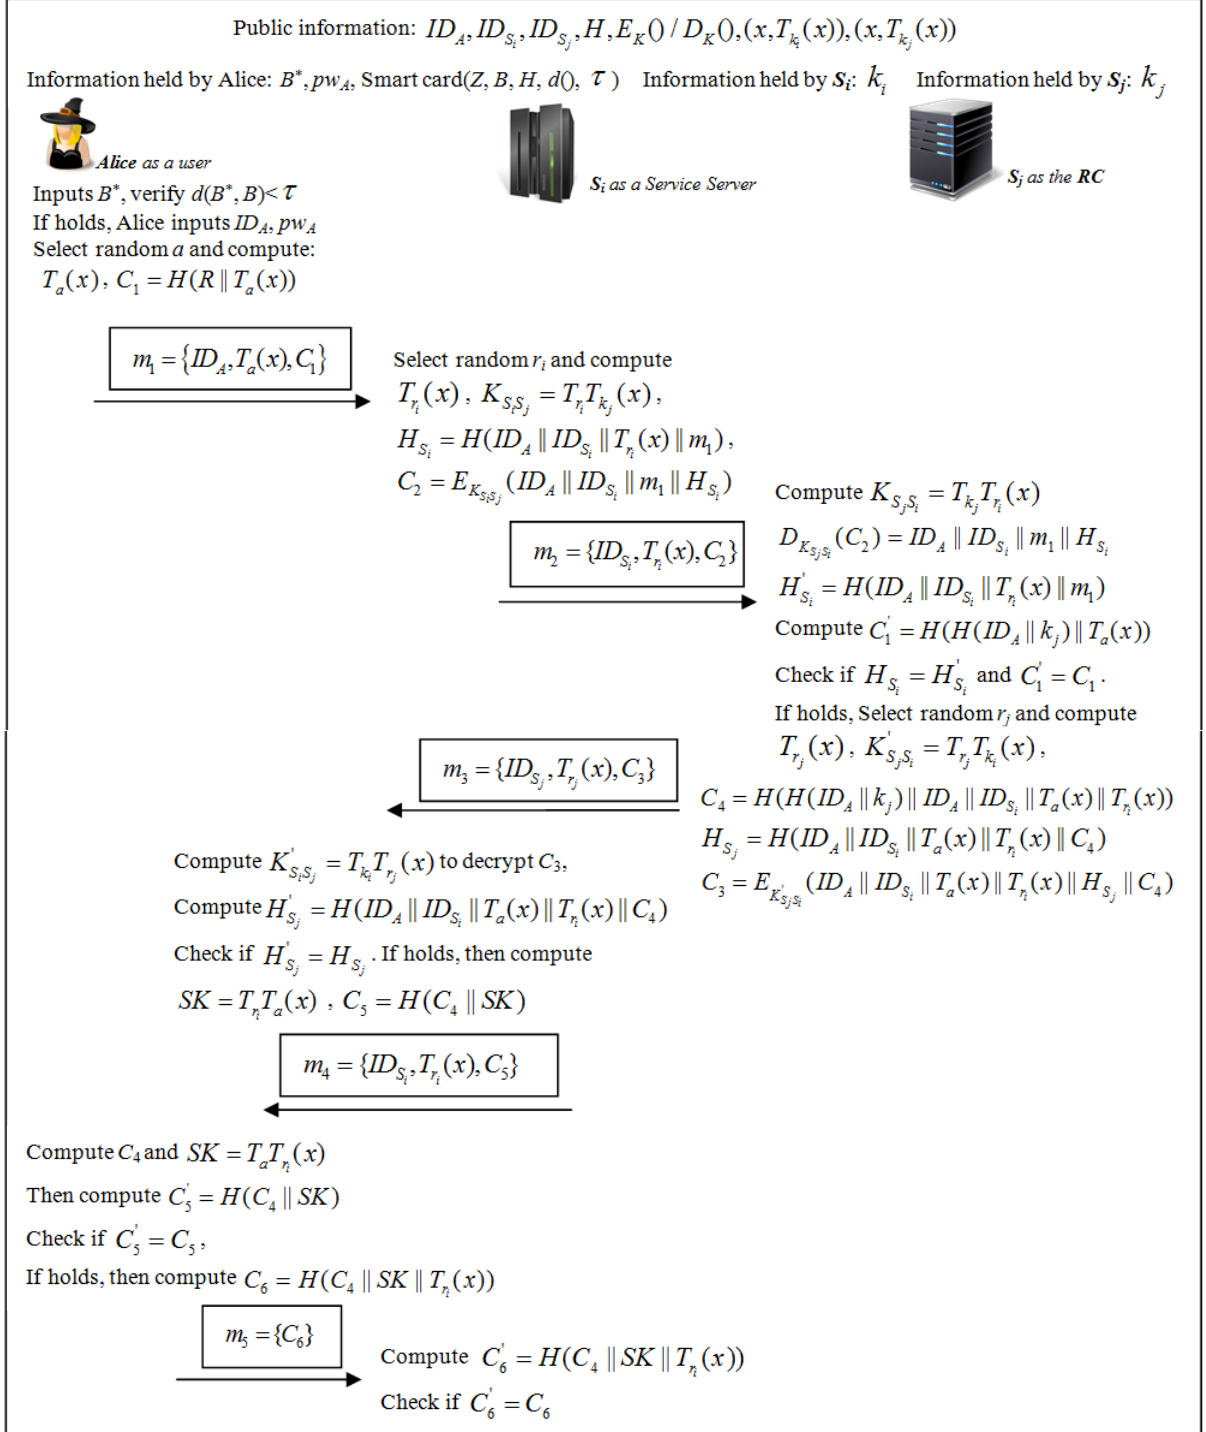 Public information: ID_A, ID_{S_i}, ID_{S_j}, H, E_K() / D_K(), (x, T_{k_i}(x)), (x, T_{k_j}(x))
Information held by Alice: B*, pw_A, Smart card(Z, B, H, d(), τ ) Information held by S_i: k_i Information held by S_j: k_j
Alice as a user
S_i as a Service Server
S_j as the RC
Inputs B*, verify d(B*, B)< τ
If holds, Alice inputs ID_A, pw_A
Select random a and compute:
T_a(x), C_1 = H(R || T_a(x))
m_1 = {ID_A, T_a(x), C_1}
Select random r_i and compute
T_{r_i}(x), K_{S_iS_j} = T_{r_i}T_{k_j}(x),
H_{S_i} = H(ID_A || ID_{S_i} || T_{r_i}(x) || m_1),
C_2 = E_{K_{S_iS_j}}(ID_A || ID_{S_i} || m_1 || H_{S_i})
m_2 = {ID_{S_i}, T_{r_i}(x), C_2}
Compute K_{S_jS_i} = T_{k_j}T_{r_i}(x)
D_{K_{S_jS_i}}(C_2) = ID_A || ID_{S_i} || m_1 || H_{S_i}
H'_{S_i} = H(ID_A || ID_{S_i} || T_{r_i}(x) || m_1)
Compute C'_1 = H(H(ID_A || k_j) || T_a(x))
Check if H_{S_i} = H'_{S_i} and C'_1 = C_1.
If holds, Select random r_j and compute
T_{r_j}(x), K'_{S_jS_i} = T_{r_j}T_{k_i}(x),
C_4 = H(H(ID_A || k_j) || ID_A || ID_{S_i} || T_a(x) || T_{r_i}(x))
H_{S_j} = H(ID_A || ID_{S_i} || T_a(x) || T_{r_i}(x) || C_4)
C_3 = E_{K'_{S_jS_i}}(ID_A || ID_{S_i} || T_a(x) || T_{r_i}(x) || H_{S_j} || C_4)
m_3 = {ID_{S_j}, T_{r_j}(x), C_3}
Compute K'_{S_iS_j} = T_{k_i}T_{r_j}(x) to decrypt C_3,
Compute H'_{S_j} = H(ID_A || ID_{S_i} || T_a(x) || T_{r_i}(x) || C_4)
Check if H'_{S_j} = H_{S_j}. If holds, then compute
SK = T_{r_i}T_a(x) , C_5 = H(C_4 || SK)
m_4 = {ID_{S_i}, T_{r_i}(x), C_5}
Compute C_4 and SK = T_aT_{r_i}(x)
Then compute C'_5 = H(C_4 || SK)
Check if C'_5 = C_5,
If holds, then compute C_6 = H(C_4 || SK || T_{r_i}(x))
m_5 = {C_6}
Compute C'_6 = H(C_4 || SK || T_{r_i}(x))
Check if C'_6 = C_6